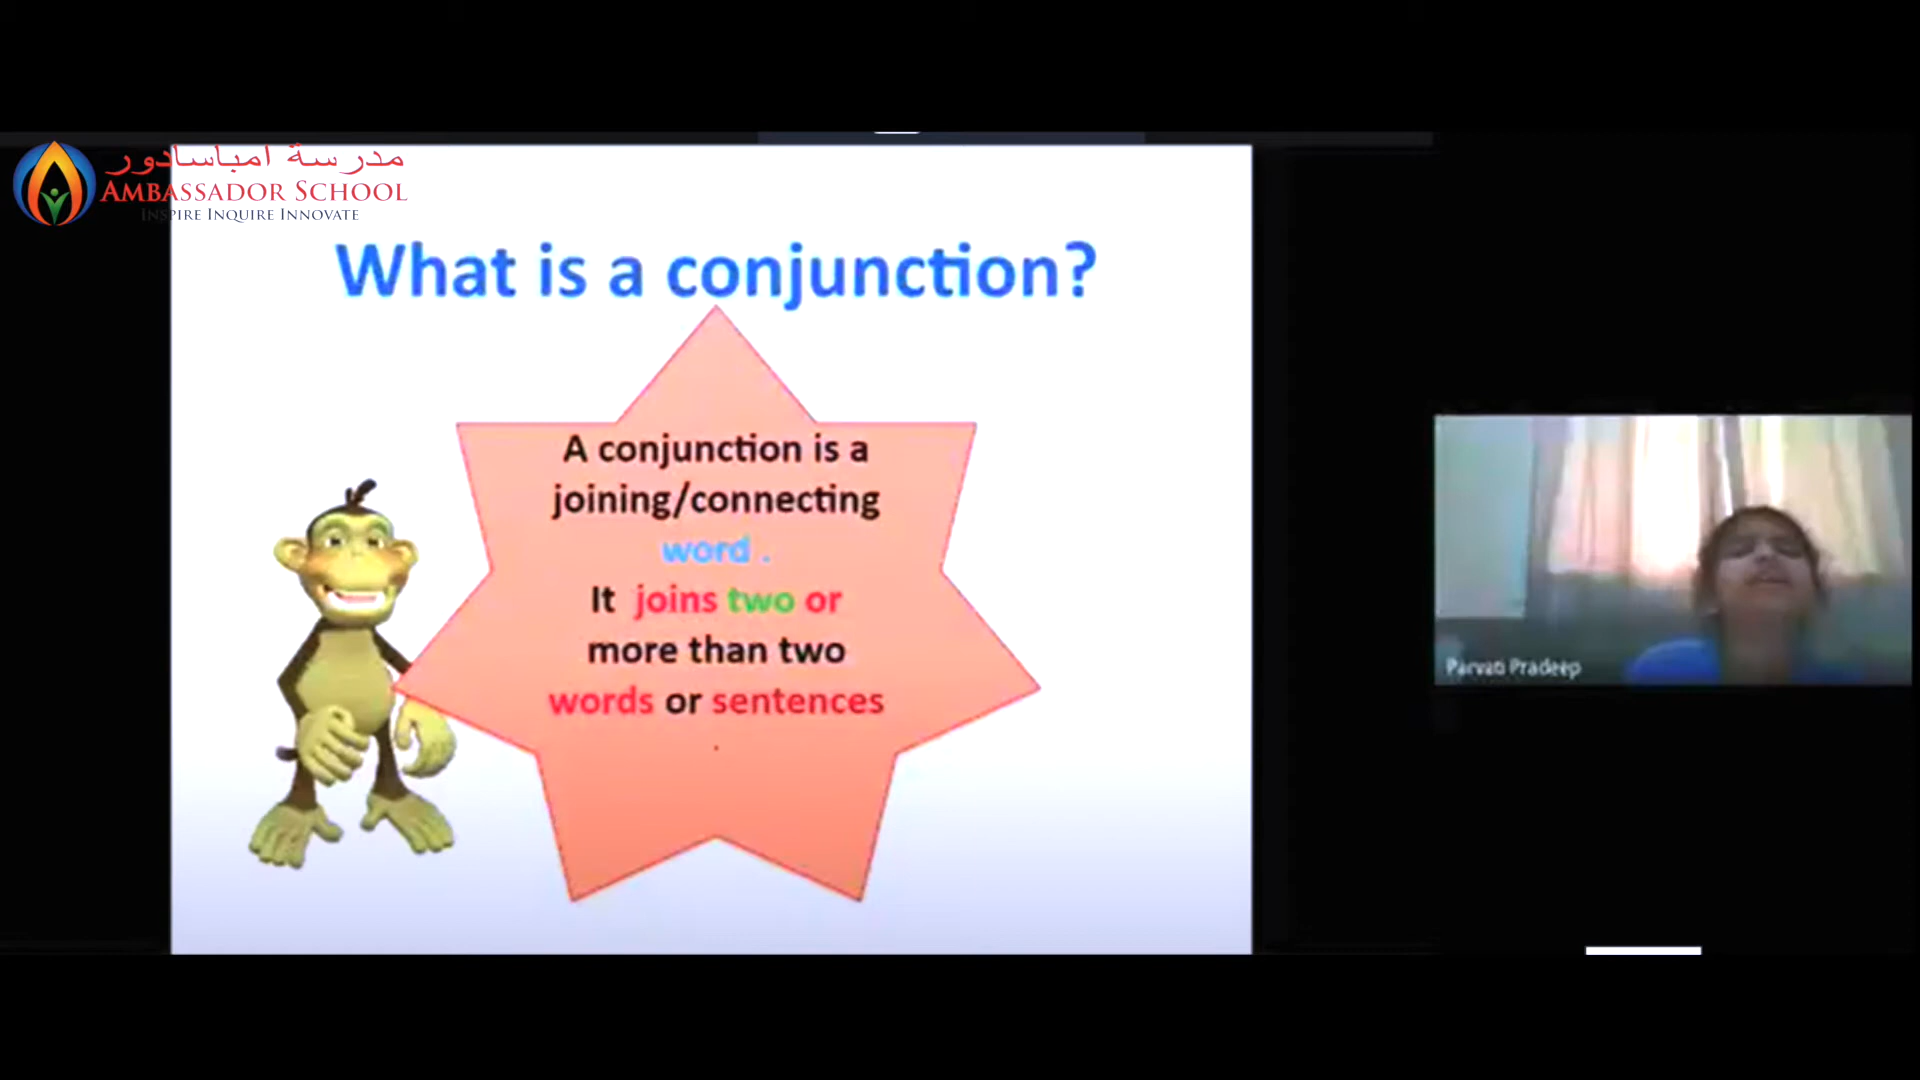 مدرسة امباسادور
AMBASSADOR SCHOOL
INSPIRE INQUIRE INNOVATE
What is a conjunction?
A conjunction is a
joining/connecting
word .
It joins two or
more than two
words or sentences
.
Parvati Pradeep